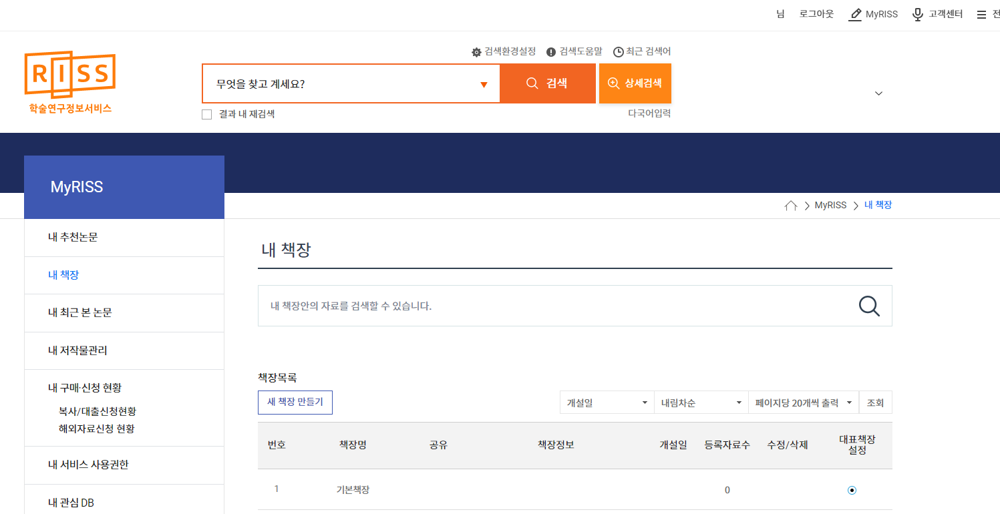 님 로그아웃 MyRISS 고객센터 전
RISS
학술연구정보서비스
검색환경설정 검색도움말 최근 검색어
무엇을 찾고 계세요? 검색 상세검색
결과 내 재검색 다국어입력
MyRISS
MyRISS 내 책장
내 추천논문
내 책장
내 최근 본 논문
내 저작물관리
내 구매·신청 현황
복사/대출신청현황
해외자료신청 현황
내 서비스 사용권한
내 관심 DB
내 책장
내 책장안의 자료를 검색할 수 있습니다.
책장목록
새 책장 만들기 개설일 내림차순 페이지당 20개씩 출력 조회
번호 책장명 공유 책장정보 개설일 등록자료수 수정/삭제 대표책장
설정
1 기본책장 0